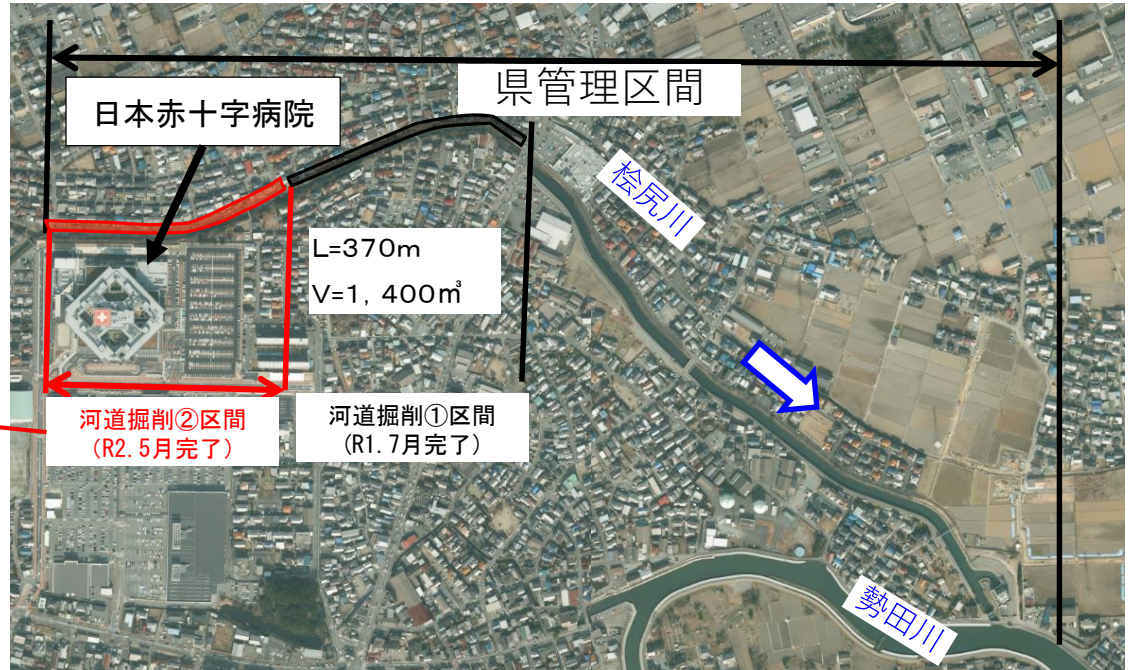 県管理区間
日本赤十字病院
桧尻川
L=370m
V=1,400㎥
河道掘削②区間
(R2.5月完了)
河道掘削①区間
(R1.7月完了)
勢田川